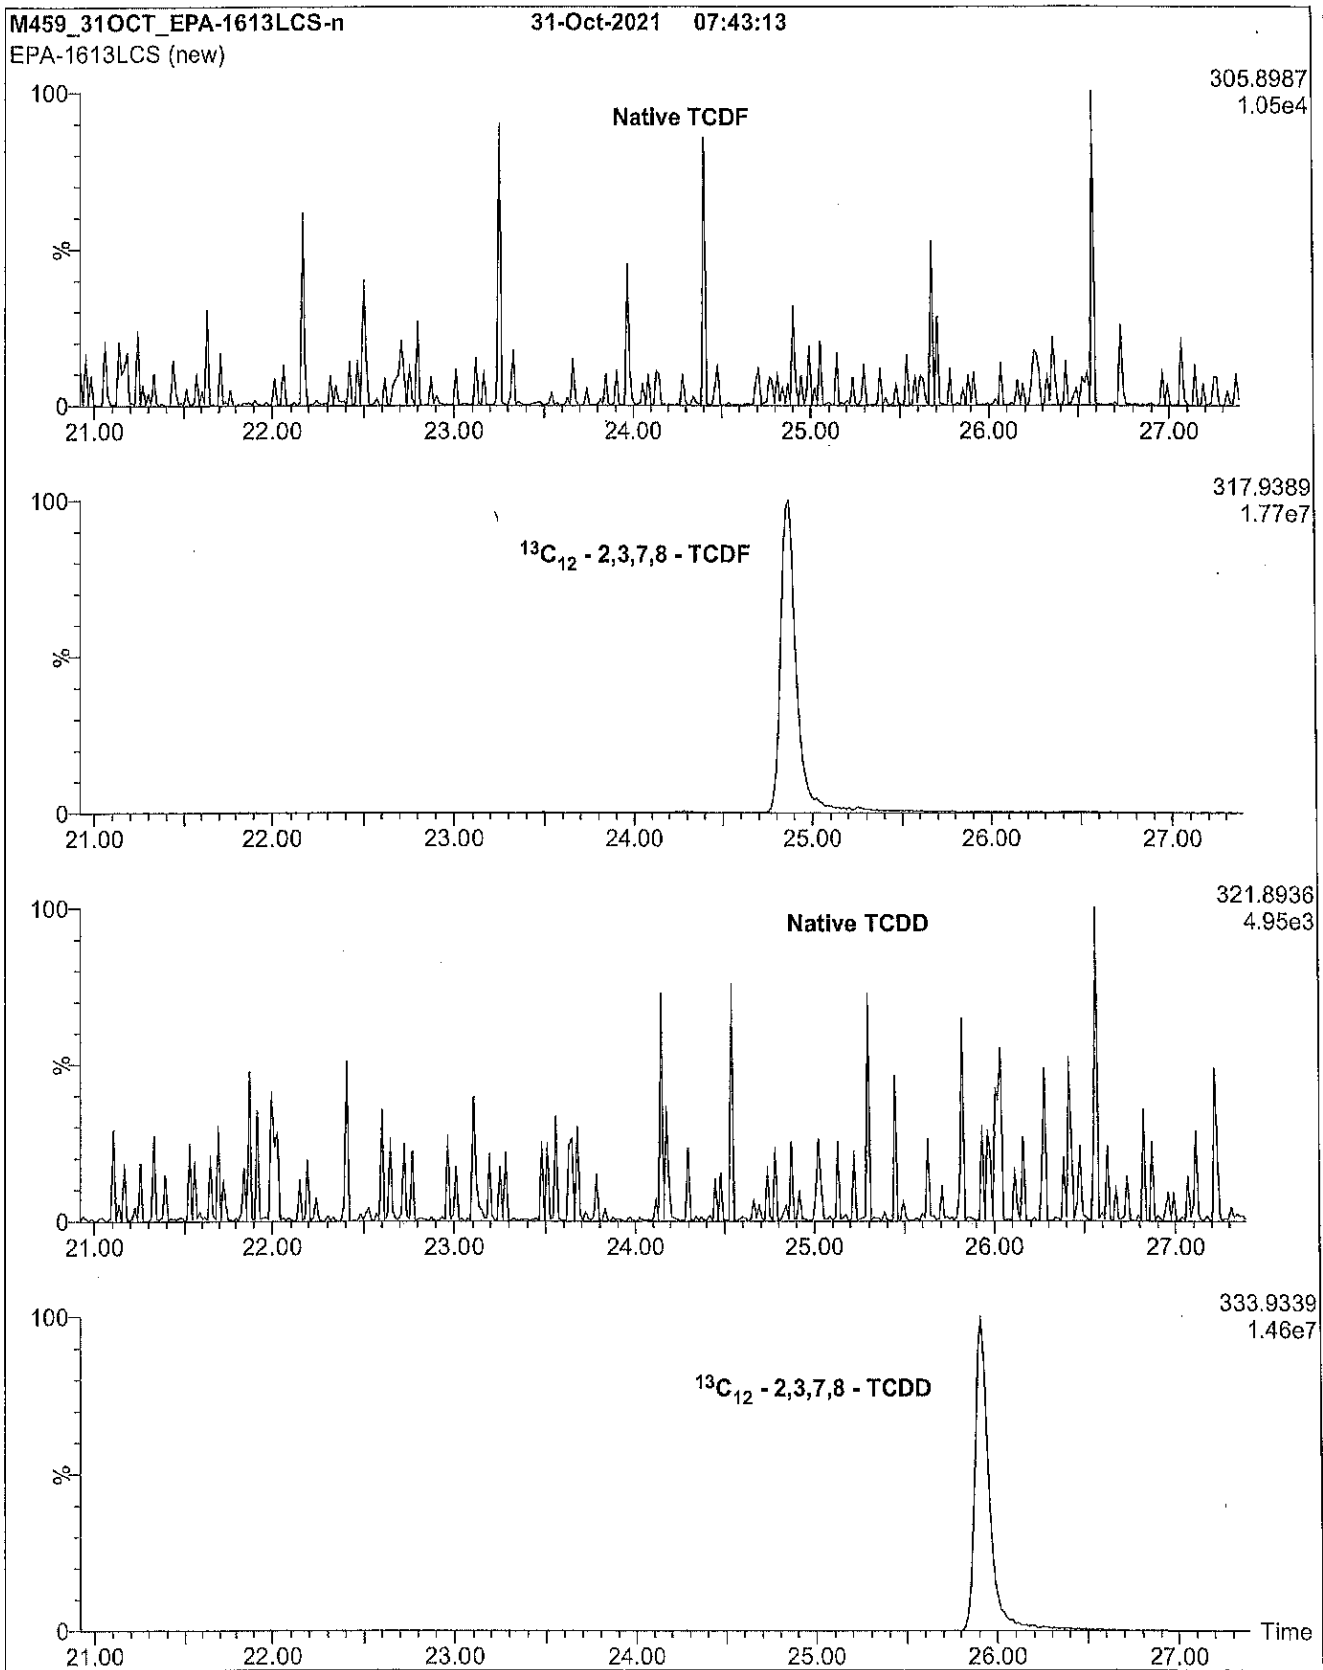 M459_31OCT_EPA-1613LCS-n 31-Oct-2021 07:43:13
EPA-1613LCS (new)
305.8987
1.05e4
100
Native TCDF
%
0
21.00 22.00 23.00 24.00 25.00 26.00 27.00
317.9389
1.77e7
100
¹³C₁₂ - 2,3,7,8 - TCDF
%
0
21.00 22.00 23.00 24.00 25.00 26.00 27.00
321.8936
4.95e3
100
Native TCDD
%
0
21.00 22.00 23.00 24.00 25.00 26.00 27.00
333.9339
1.46e7
100
¹³C₁₂ - 2,3,7,8 - TCDD
%
0
Time
21.00 22.00 23.00 24.00 25.00 26.00 27.00